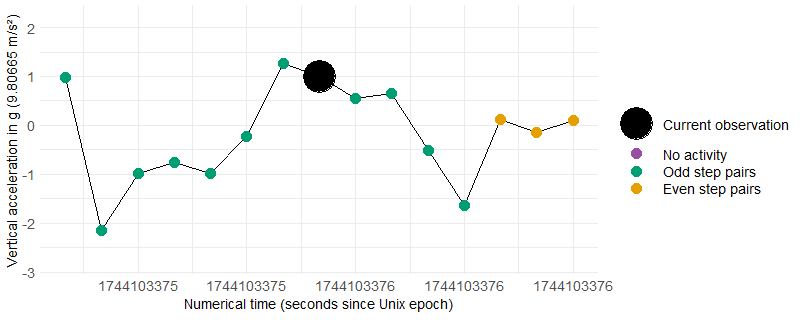 Vertical acceleration in g (9.80665 m/s²)
2
1
0
-1
-2
-3
1744103375
1744103375
1744103376
1744103376
1744103376
Numerical time (seconds since Unix epoch)
Current observation
No activity
Odd step pairs
Even step pairs